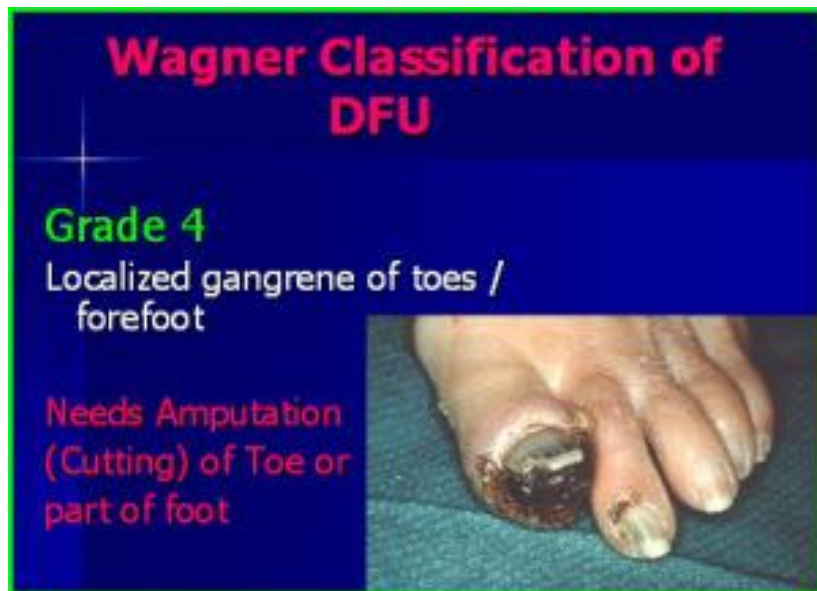 Wagner Classification of
DFU
Grade 4
Localized gangrene of toes /
forefoot
Needs Amputation
(Cutting) of Toe or
part of foot